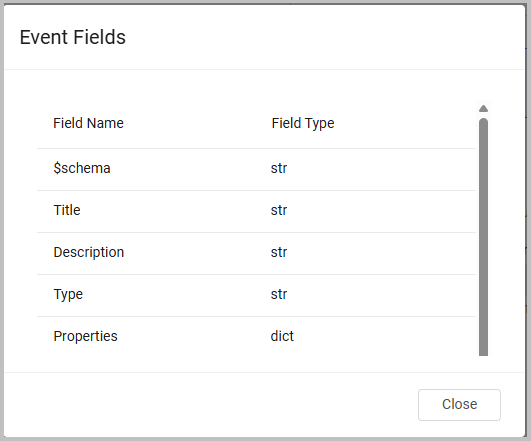 Event Fields
Field Name Field Type
$schema str
Title str
Description str
Type str
Properties dict
Close